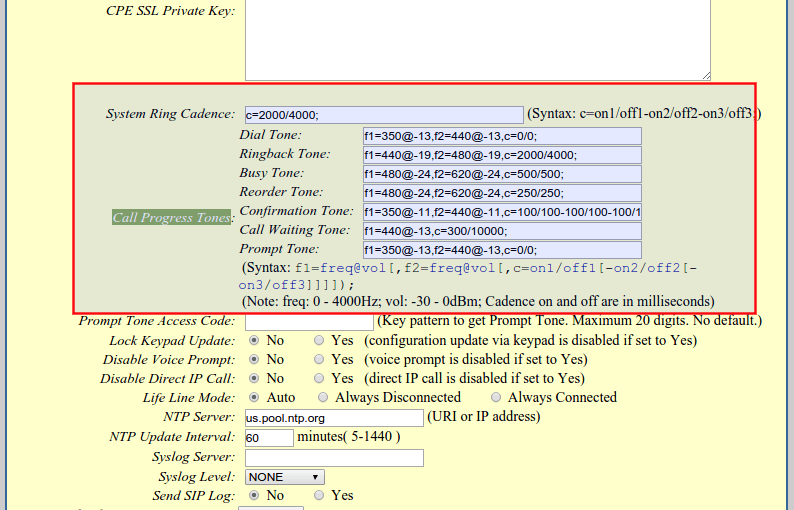 CPE SSL Private Key:
System Ring Cadence: c=2000/4000; (Syntax: c=on1/off1-on2/off2-on3/off3;)
Dial Tone: f1=350@-13,f2=440@-13,c=0/0;
Ringback Tone: f1=440@-19,f2=480@-19,c=2000/4000;
Busy Tone: f1=480@-24,f2=620@-24,c=500/500;
Reorder Tone: f1=480@-24,f2=620@-24,c=250/250;
Call Progress Tones: Confirmation Tone: f1=350@-11,f2=440@-11,c=100/100-100/100-100/1
Call Waiting Tone: f1=440@-13,c=300/10000;
Prompt Tone: f1=350@-13,f2=440@-13,c=0/0;
(Syntax: f1=freq@vol[,f2=freq@vol[,c=on1/off1[-on2/off2[-
on3/off3]]]]);
(Note: freq: 0 - 4000Hz; vol: -30 - 0dBm; Cadence on and off are in milliseconds)
Prompt Tone Access Code: (Key pattern to get Prompt Tone. Maximum 20 digits. No default.)
Lock Keypad Update: No Yes (configuration update via keypad is disabled if set to Yes)
Disable Voice Prompt: No Yes (voice prompt is disabled if set to Yes)
Disable Direct IP Call: No Yes (direct IP call is disabled if set to Yes)
Life Line Mode: Auto Always Disconnected Always Connected
NTP Server: us.pool.ntp.org (URI or IP address)
NTP Update Interval: 60 minutes( 5-1440 )
Syslog Server:
Syslog Level: NONE
Send SIP Log: No Yes